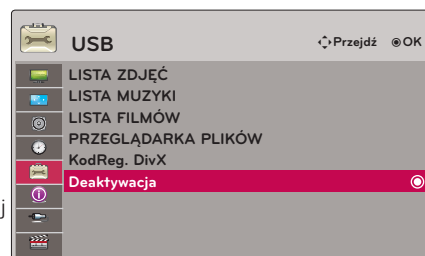 USB
Przejdź OK
LISTA ZDJĘĆ
LISTA MUZYKI
LISTA FILMÓW
PRZEGLĄDARKA PLIKÓW
KodReg. DivX
Deaktywacja
j